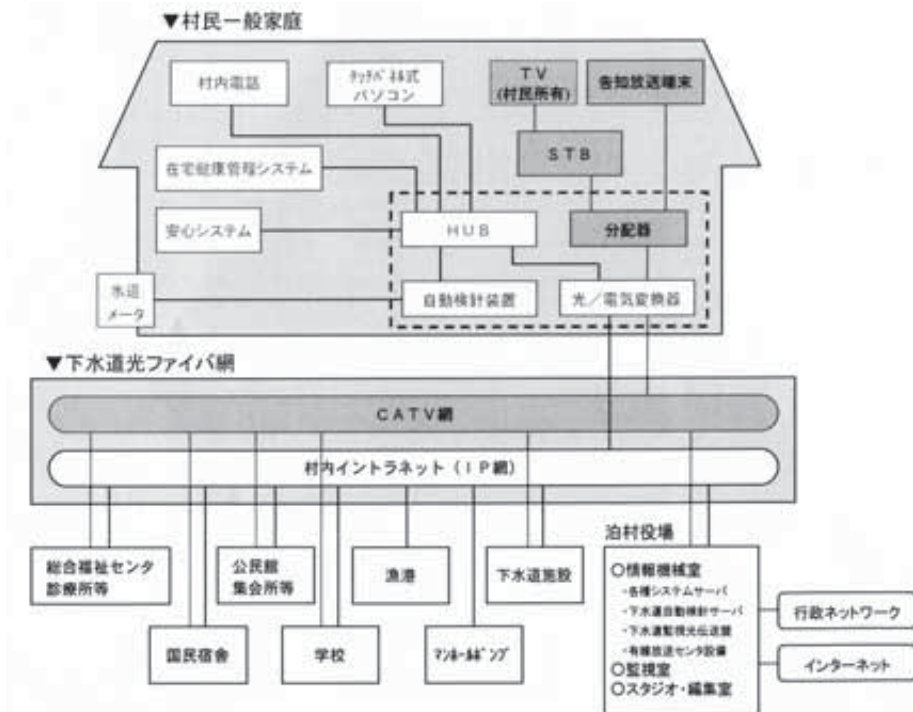 ▼村民一般家庭
村内電話
タッチパネル式
パソコン
TV
(村民所有)
告知放送端末
STB
在宅健康管理システム
安心システム
HUB
分配器
水道
メータ
自動検針装置
光／電気変換器
▼下水道光ファイバ網
CATV網
村内イントラネット（IP網）
総合福祉センタ
診療所等
公民館
集会所等
漁港
下水道施設
国民宿舎
学校
マンホールポンプ
泊村役場
○情報機械室
・各種システムサーバ
・下水道自動検針サーバ
・下水道監視光伝送盤
・有線放送センタ設備
○監視室
○スタジオ・編集室
行政ネットワーク
インターネット